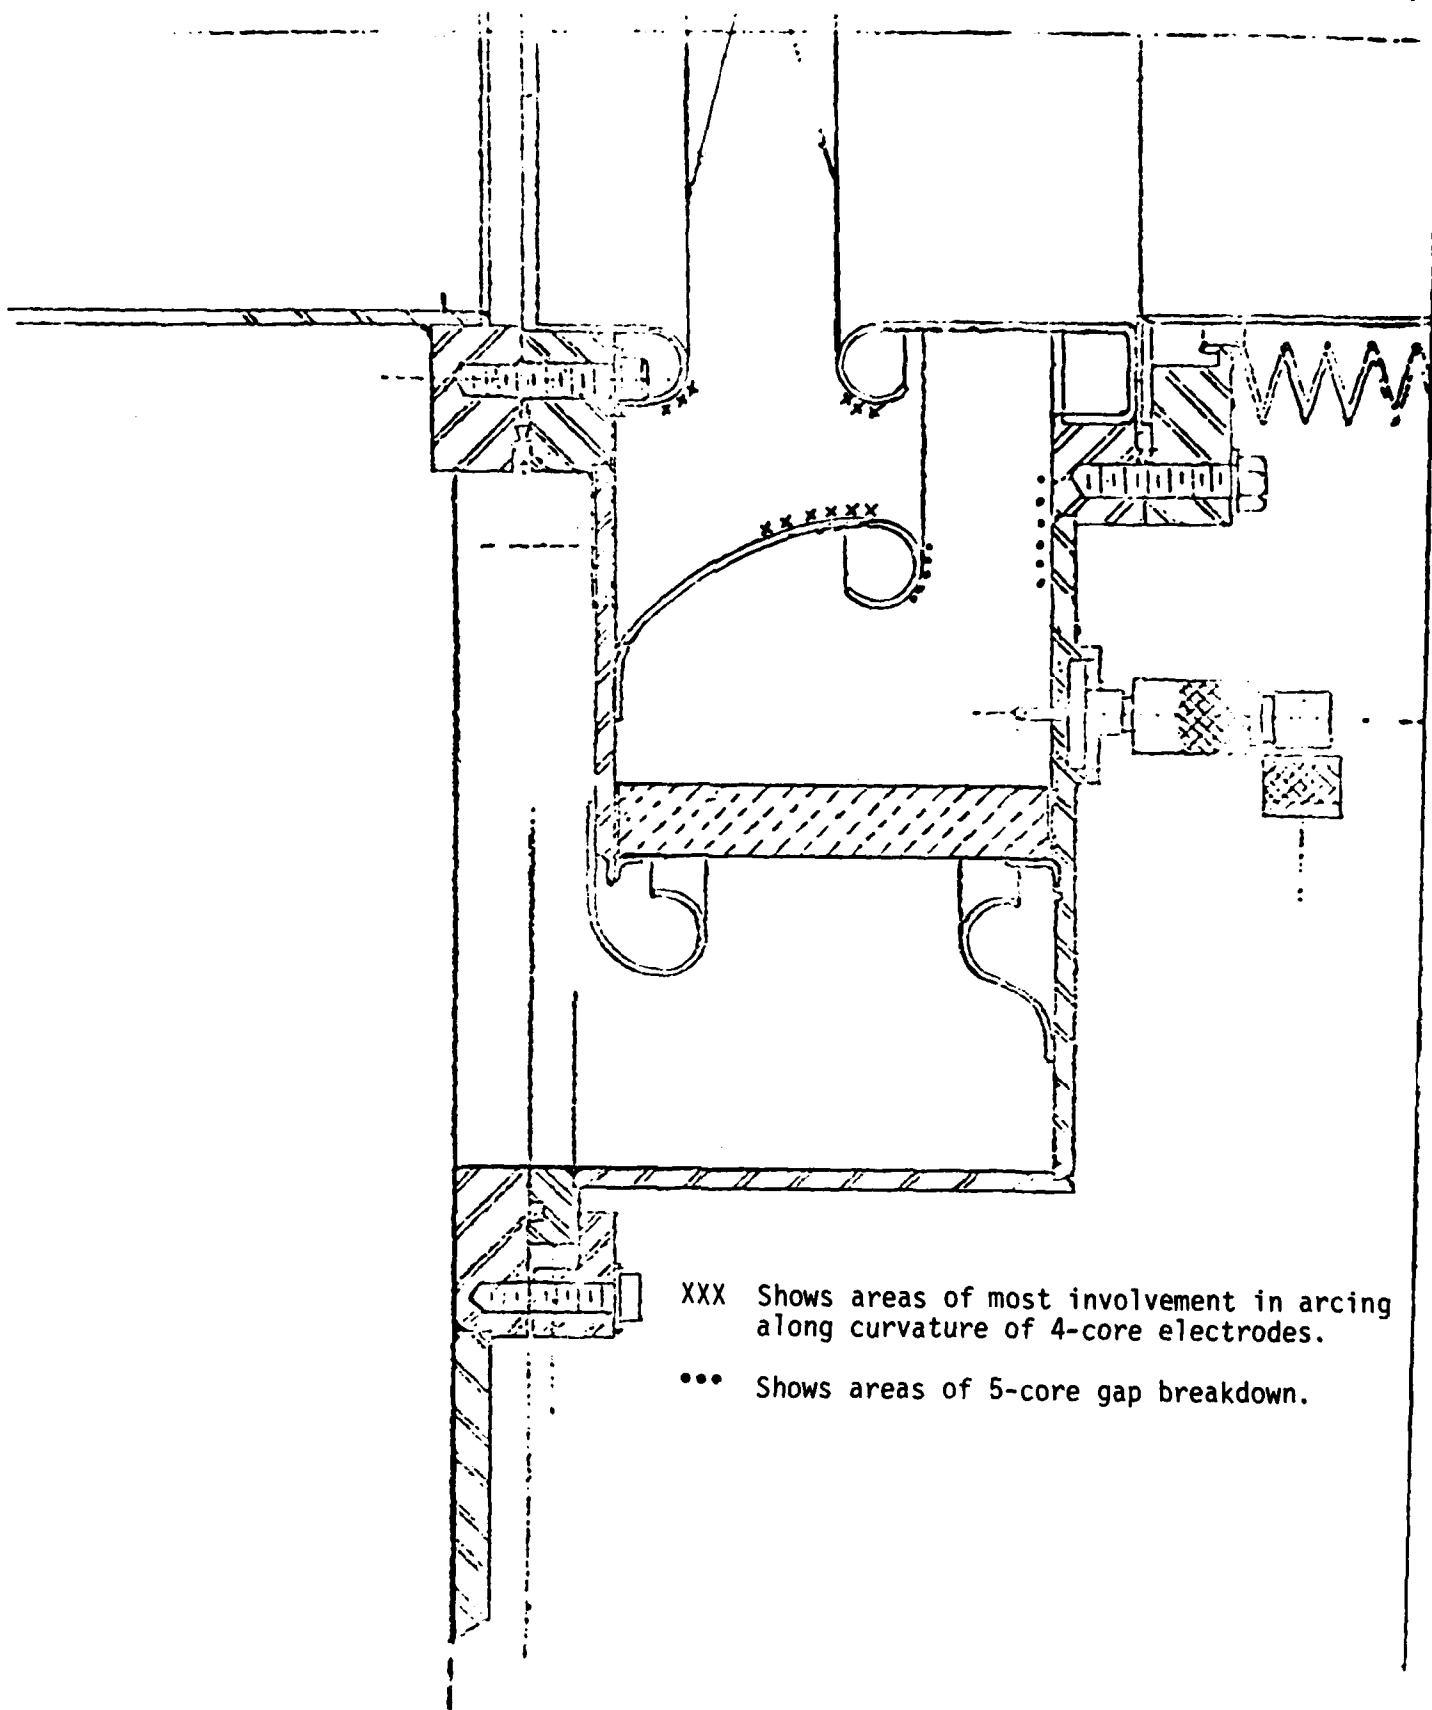 XXX Shows areas of most involvement in arcing
along curvature of 4-core electrodes.
••• Shows areas of 5-core gap breakdown.